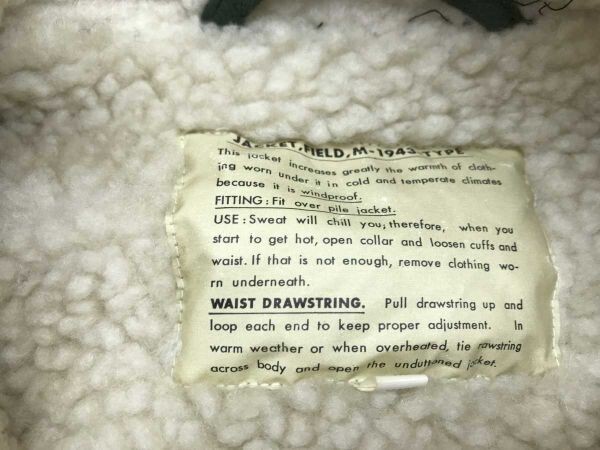 JACKET, FIELD, M-1943 TYPE
This jacket increases greatly the warmth of cloth-
ing worn under it in cold and temperate climates
because it is windproof.
FITTING: Fit over pile jacket.
USE: Sweat will chill you; therefore, when you
start to get hot, open collar and loosen cuffs and
waist. If that is not enough, remove clothing wo-
rn underneath.
WAIST DRAWSTRING. Pull drawstring up and
loop each end to keep proper adjustment. In
warm weather or when overheated, tie rawstring
across body and open the unduttoned jacket.